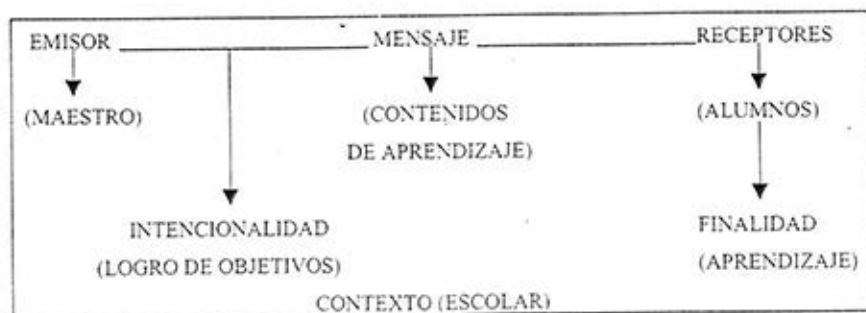 EMISOR MENSAJE RECEPTORES
(MAESTRO) (CONTENIDOS (ALUMNOS)
DE APRENDIZAJE)
INTENCIONALIDAD FINALIDAD
(LOGRO DE OBJETIVOS) (APRENDIZAJE)
CONTEXTO (ESCOLAR)